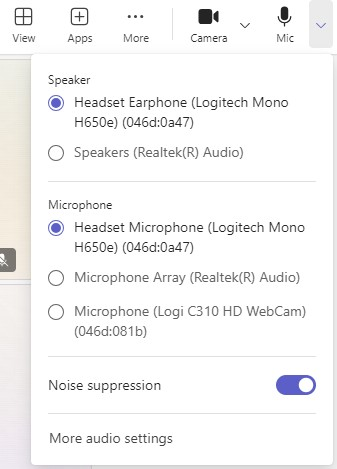 View
Apps
More
Camera
Mic
Speaker
Headset Earphone (Logitech Mono
H650e) (046d:0a47)
Speakers (Realtek(R) Audio)
Microphone
Headset Microphone (Logitech Mono
H650e) (046d:0a47)
Microphone Array (Realtek(R) Audio)
Microphone (Logi C310 HD WebCam)
(046d:081b)
Noise suppression
More audio settings